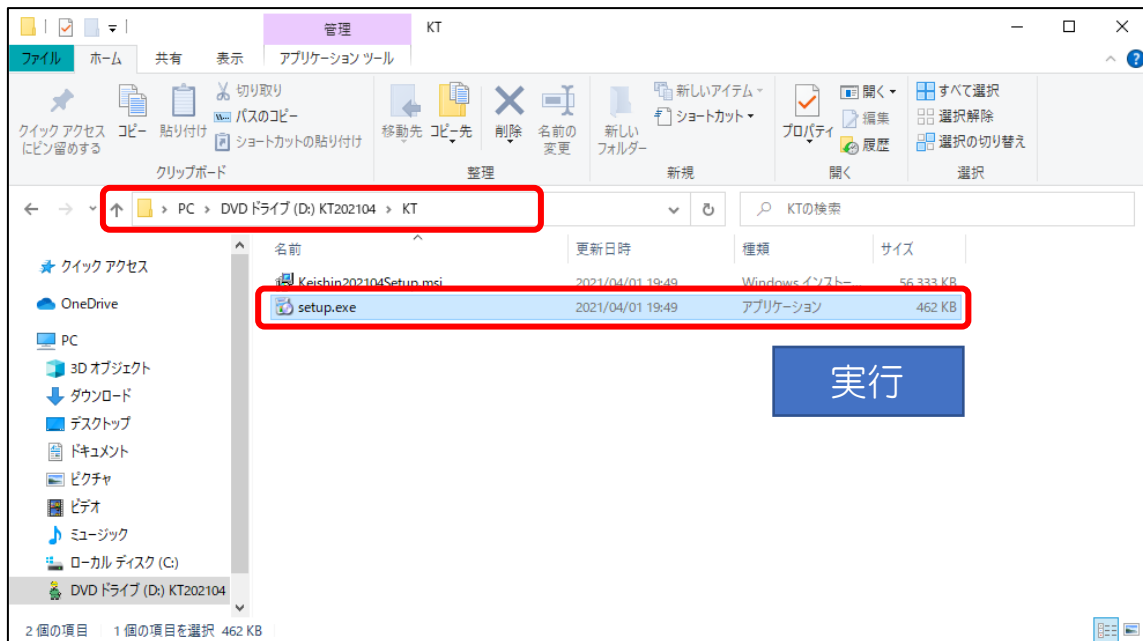 管理
KT
ファイル ホーム 共有 表示 アプリケーション ツール
クイック アクセス
にピン留めする
コピー
貼り付け
切り取り
パスのコピー
ショートカットの貼り付け
クリップボード
移動先
コピー先
削除
名前の
変更
整理
新しい
フォルダー
新しいアイテム
ショートカット
新規
プロパティ
開く
編集
履歴
開く
すべて選択
選択解除
選択の切り替え
選択
PC DVD ドライブ (D:) KT202104 KT
KTの検索
名前 更新日時 種類 サイズ
Keishin202104Setup.msi 2021/04/01 19:49 Windows インストー... 56,333 KB
setup.exe 2021/04/01 19:49 アプリケーション 462 KB
実行
クイック アクセス
OneDrive
PC
3D オブジェクト
ダウンロード
デスクトップ
ドキュメント
ピクチャ
ビデオ
ミュージック
ローカル ディスク (C:)
DVD ドライブ (D:) KT202104
2 個の項目 1 個の項目を選択 462 KB